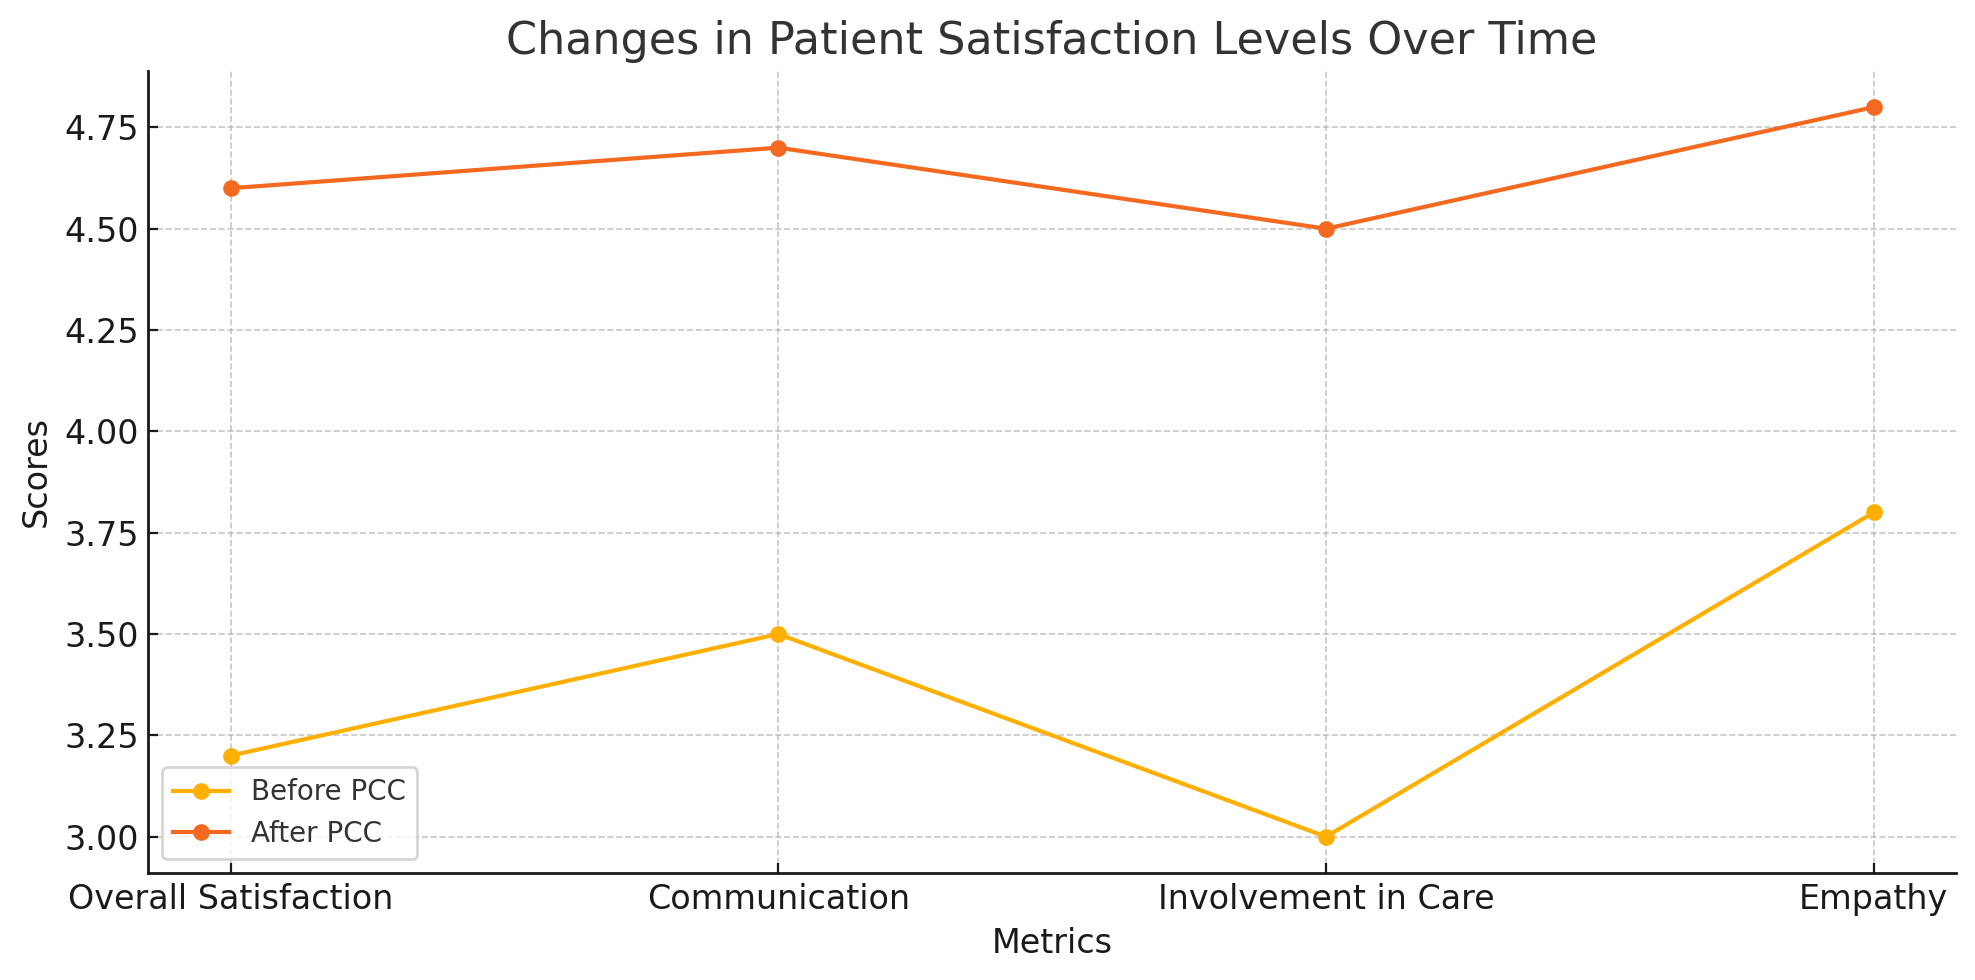 Changes in Patient Satisfaction Levels Over Time
Scores
4.75
4.50
4.25
4.00
3.75
3.50
3.25
3.00
Before PCC
After PCC
Overall Satisfaction
Communication
Involvement in Care
Empathy
Metrics